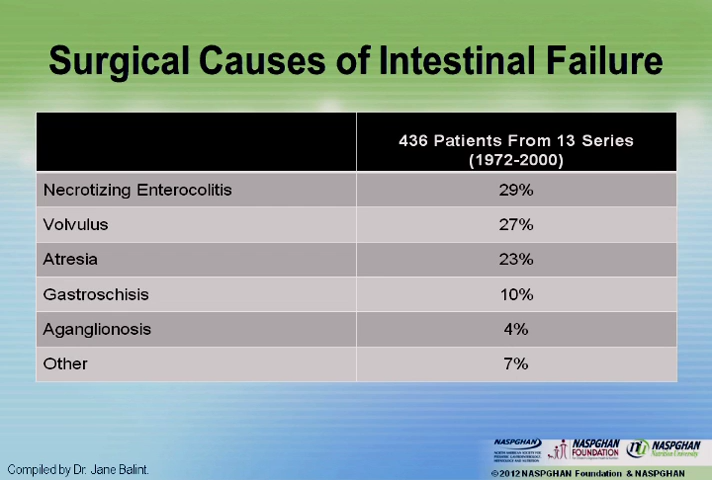 Surgical Causes of Intestinal Failure
436 Patients From 13 Series
(1972-2000)
Necrotizing Enterocolitis 29%
Volvulus 27%
Atresia 23%
Gastroschisis 10%
Aganglionosis 4%
Other 7%
NASPGHAN NASPGHAN FOUNDATION NASPGHAN Nutrition University
Compiled by Dr. Jane Balint.
©2012 NASPGHAN Foundation & NASPGHAN